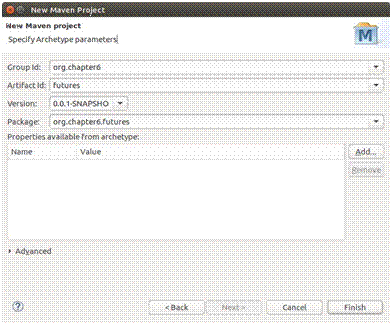 New Maven Project
New Maven project
Specify Archetype parameters
M
Group Id: org.chapter6
Artifact Id: futures
Version: 0.0.1-SNAPSHO
Package: org.chapter6.futures
Properties available from archetype:
Name Value
Add...
Remove
Advanced
?
< Back Next > Cancel Finish